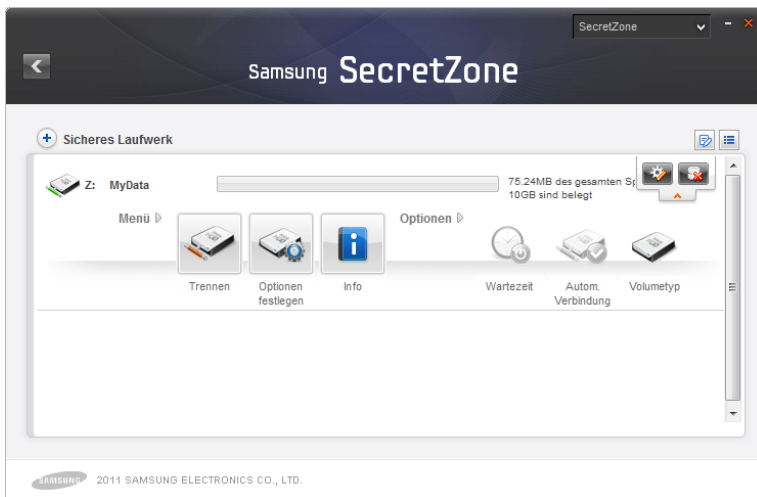 SecretZone
Samsung SecretZone
Sicheres Laufwerk
Z: MyData
75.24MB des gesamten
10GB sind belegt
Menü
Optionen
Trennen
Optionen
festlegen
Info
Wartezeit
Autom.
Verbindung
Volumetyp
SAMSUNG 2011 SAMSUNG ELECTRONICS CO., LTD.